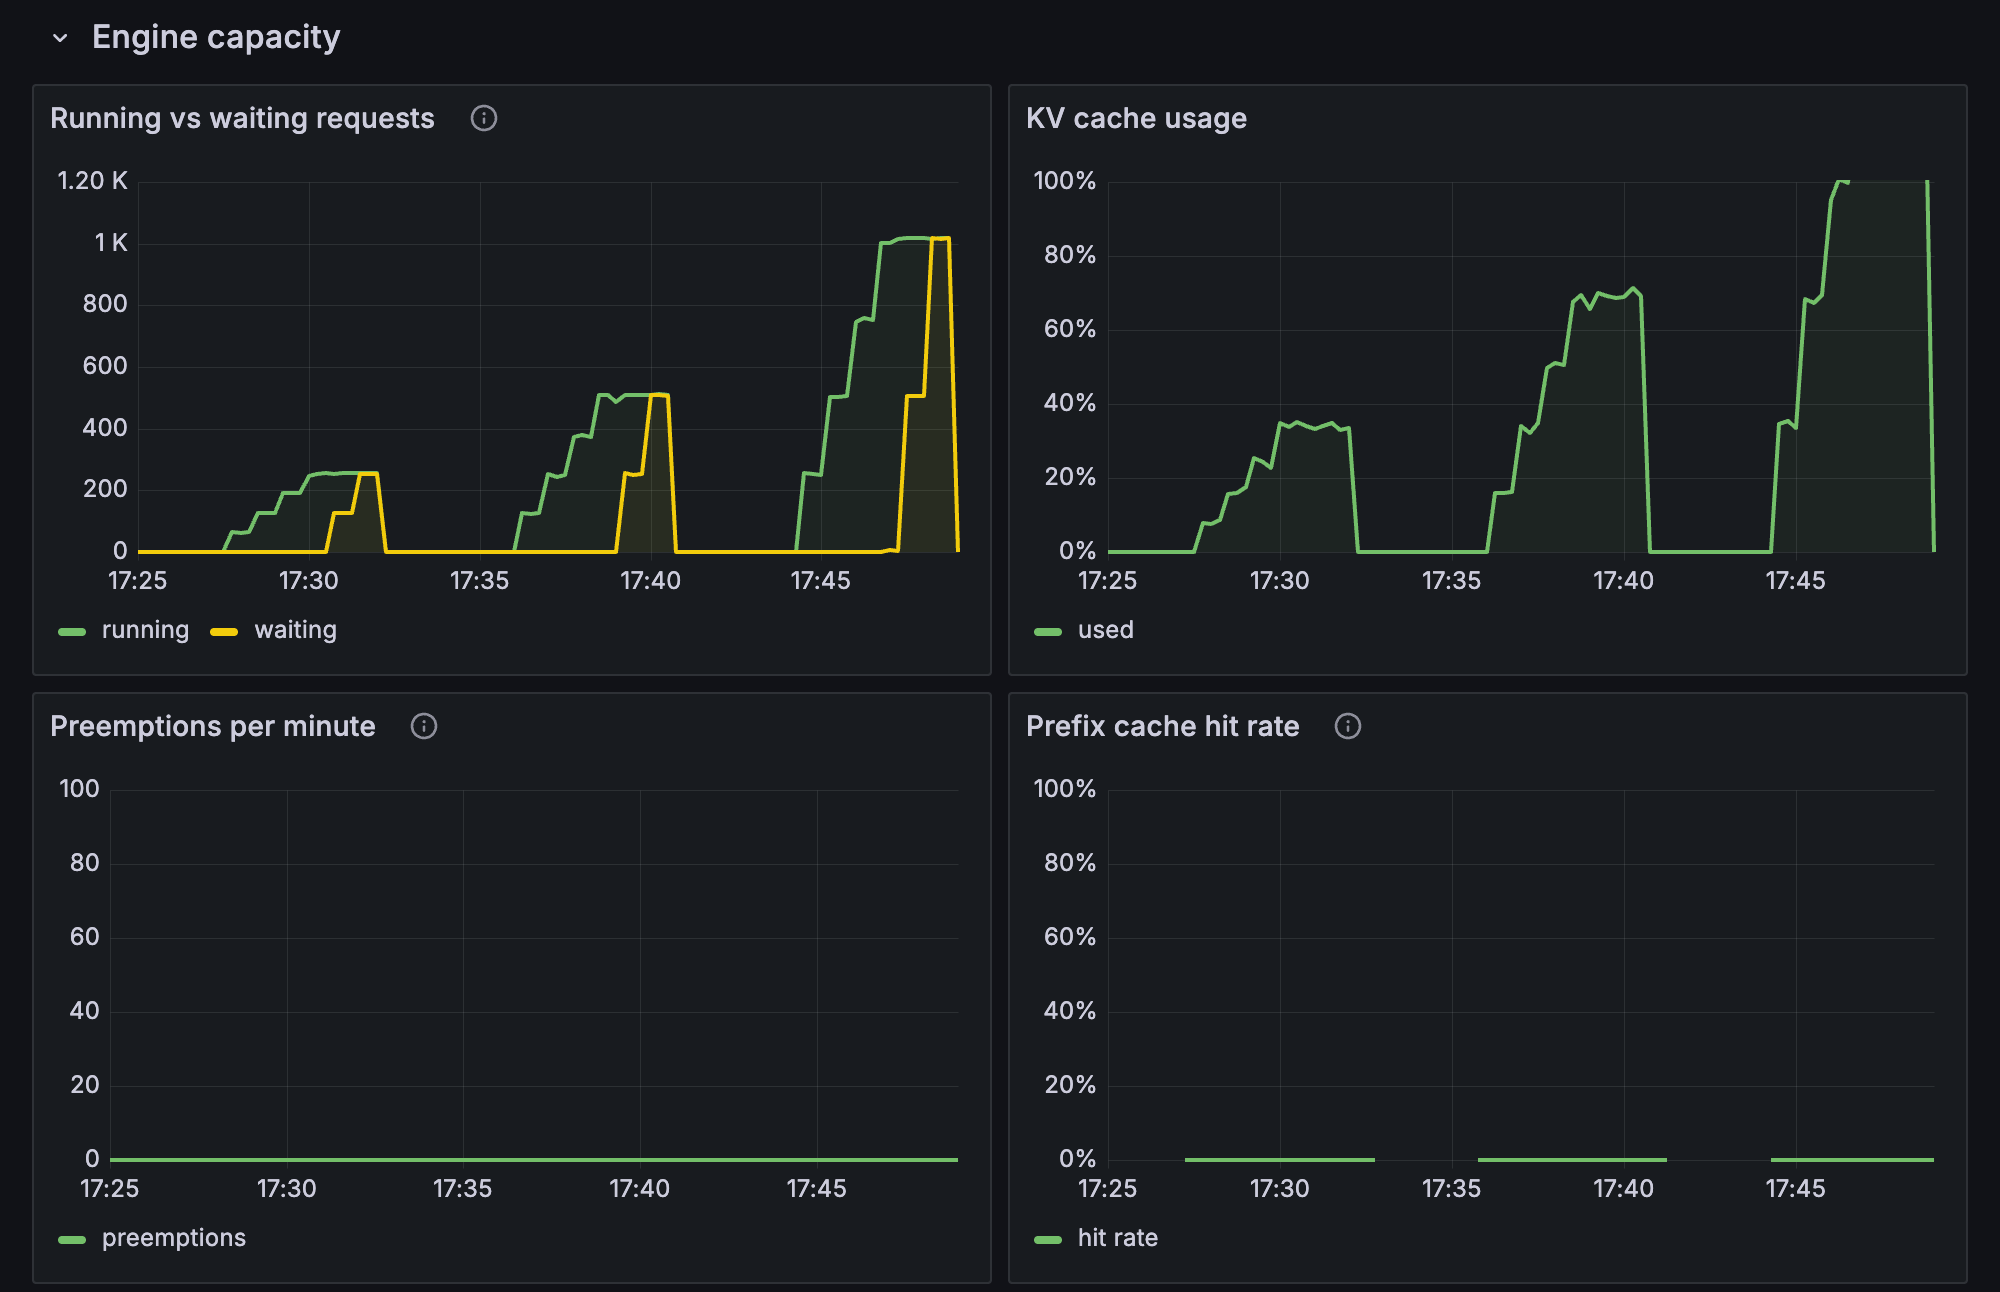 Engine capacity
Running vs waiting requests
1.20 K
1 K
800
600
400
200
0
17:25 17:30 17:35 17:40 17:45
running waiting
KV cache usage
100%
80%
60%
40%
20%
0%
17:25 17:30 17:35 17:40 17:45
used
Preemptions per minute
100
80
60
40
20
0
17:25 17:30 17:35 17:40 17:45
preemptions
Prefix cache hit rate
100%
80%
60%
40%
20%
0%
17:25 17:30 17:35 17:40 17:45
hit rate